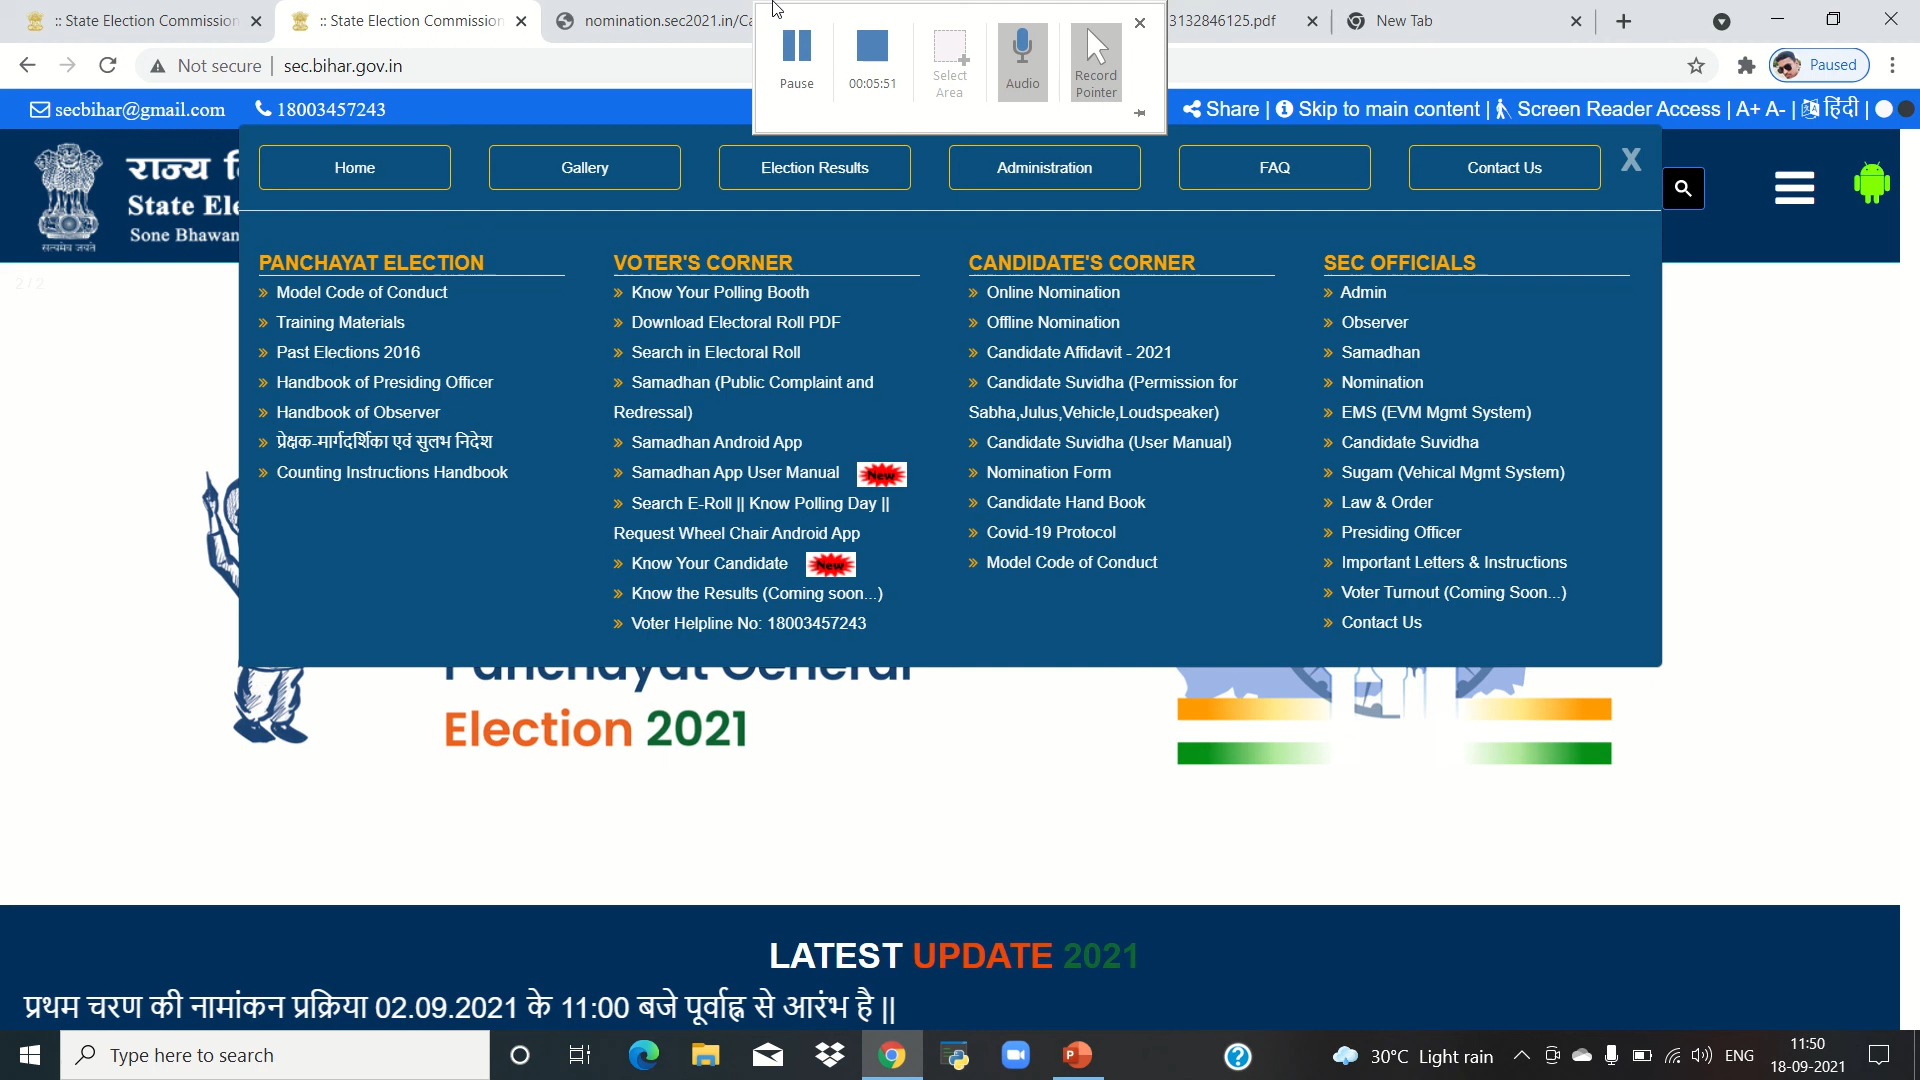 :: State Election Commission
:: State Election Commission
nomination.sec2021.in/Ca
3132846125.pdf
New Tab
Pause
00:05:51
Select
Area
Audio
Record
Pointer
Not secure
sec.bihar.gov.in
Paused
secbihar@gmail.com
18003457243
Share | Skip to main content | Screen Reader Access | A+ A- | हिंदी |
राज्य नि
State Ele
Sone Bhawan
सत्यमेव जयते
Home
Gallery
Election Results
Administration
FAQ
Contact Us
X
2 / 2
PANCHAYAT ELECTION
» Model Code of Conduct
» Training Materials
» Past Elections 2016
» Handbook of Presiding Officer
» Handbook of Observer
» प्रेक्षक-मार्गदर्शिका एवं सुलभ निदेश
» Counting Instructions Handbook
VOTER'S CORNER
» Know Your Polling Booth
» Download Electoral Roll PDF
» Search in Electoral Roll
» Samadhan (Public Complaint and
Redressal)
» Samadhan Android App
» Samadhan App User Manual New
» Search E-Roll || Know Polling Day ||
Request Wheel Chair Android App
» Know Your Candidate New
» Know the Results (Coming soon...)
» Voter Helpline No: 18003457243
CANDIDATE'S CORNER
» Online Nomination
» Offline Nomination
» Candidate Affidavit - 2021
» Candidate Suvidha (Permission for
Sabha,Julus,Vehicle,Loudspeaker)
» Candidate Suvidha (User Manual)
» Nomination Form
» Candidate Hand Book
» Covid-19 Protocol
» Model Code of Conduct
SEC OFFICIALS
» Admin
» Observer
» Samadhan
» Nomination
» EMS (EVM Mgmt System)
» Candidate Suvidha
» Sugam (Vehical Mgmt System)
» Law & Order
» Presiding Officer
» Important Letters & Instructions
» Voter Turnout (Coming Soon...)
» Contact Us
Panchayat General
Election 2021
LATEST UPDATE 2021
प्रथम चरण की नामांकन प्रक्रिया 02.09.2021 के 11:00 बजे पूर्वाह्न से आरंभ है ||
Type here to search
30°C Light rain
ENG
11:50
18-09-2021